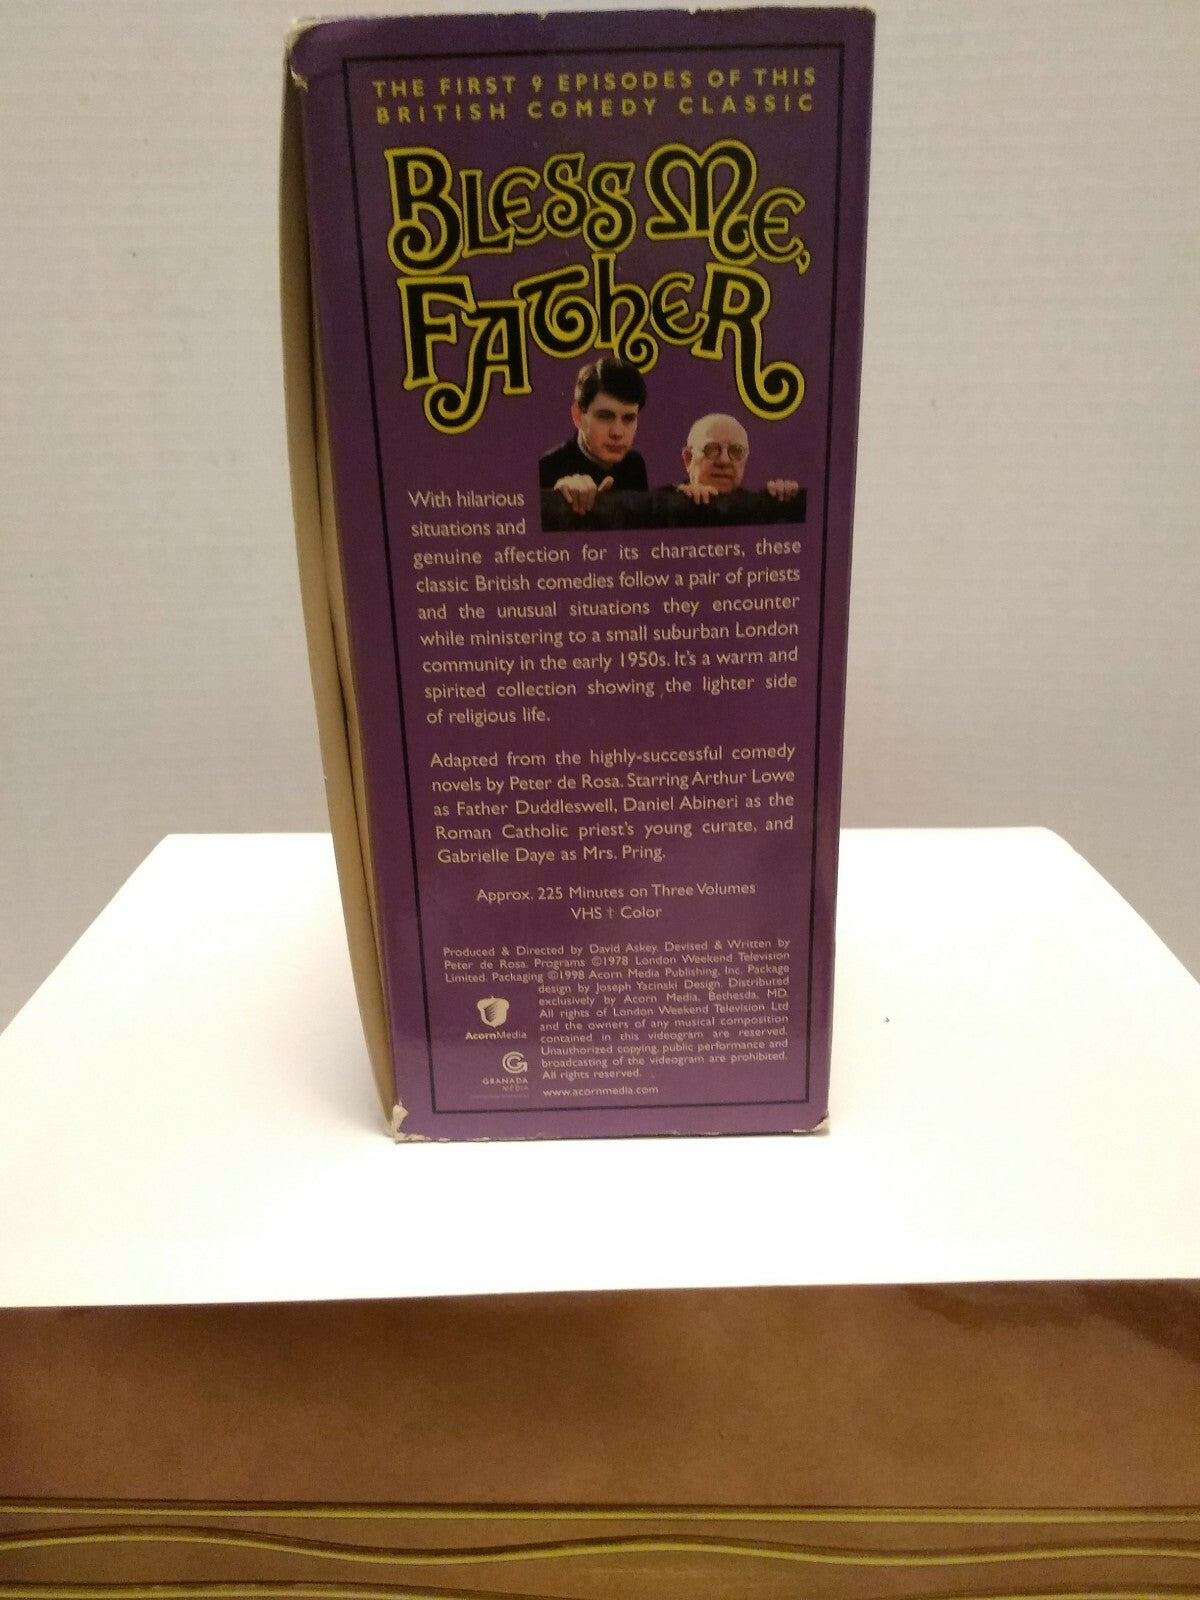 THE FIRST 9 EPISODES OF THIS
BRITISH COMEDY CLASSIC
BLESS ME,
FATHER
With hilarious
situations and
genuine affection for its characters, these
classic British comedies follow a pair of priests
and the unusual situations they encounter
while ministering to a small suburban London
community in the early 1950s. It's a warm and
spirited collection showing the lighter side
of religious life.
Adapted from the highly-successful comedy
novels by Peter de Rosa. Starring Arthur Lowe
as Father Duddleswell, Daniel Abineri as the
Roman Catholic priest's young curate, and
Gabrielle Daye as Mrs. Pring.
Approx. 225 Minutes on Three Volumes
VHS † Color
Produced & Directed by David Askey. Devised & Written by
Peter de Rosa. Programs ©1978 London Weekend Television
Limited. Packaging ©1998 Acorn Media Publishing, Inc. Package
design by Joseph Yacinski Design. Distributed
exclusively by Acorn Media, Bethesda, MD.
All rights of London Weekend Television Ltd
and the owners of any musical composition
contained in this videogram are reserved.
Unauthorized copying, public performance and
broadcasting of the videogram are prohibited.
All rights reserved.
www.acornmedia.com
AcornMedia
GRANADA
MEDIA